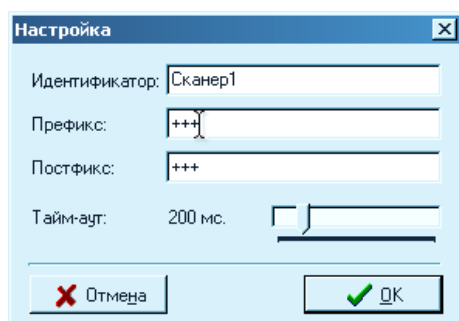 Настройка
Идентификатор: Сканер1
Префикс: +++
Постфикс: +++
Тайм-аут: 200 мс.
Отмена OK